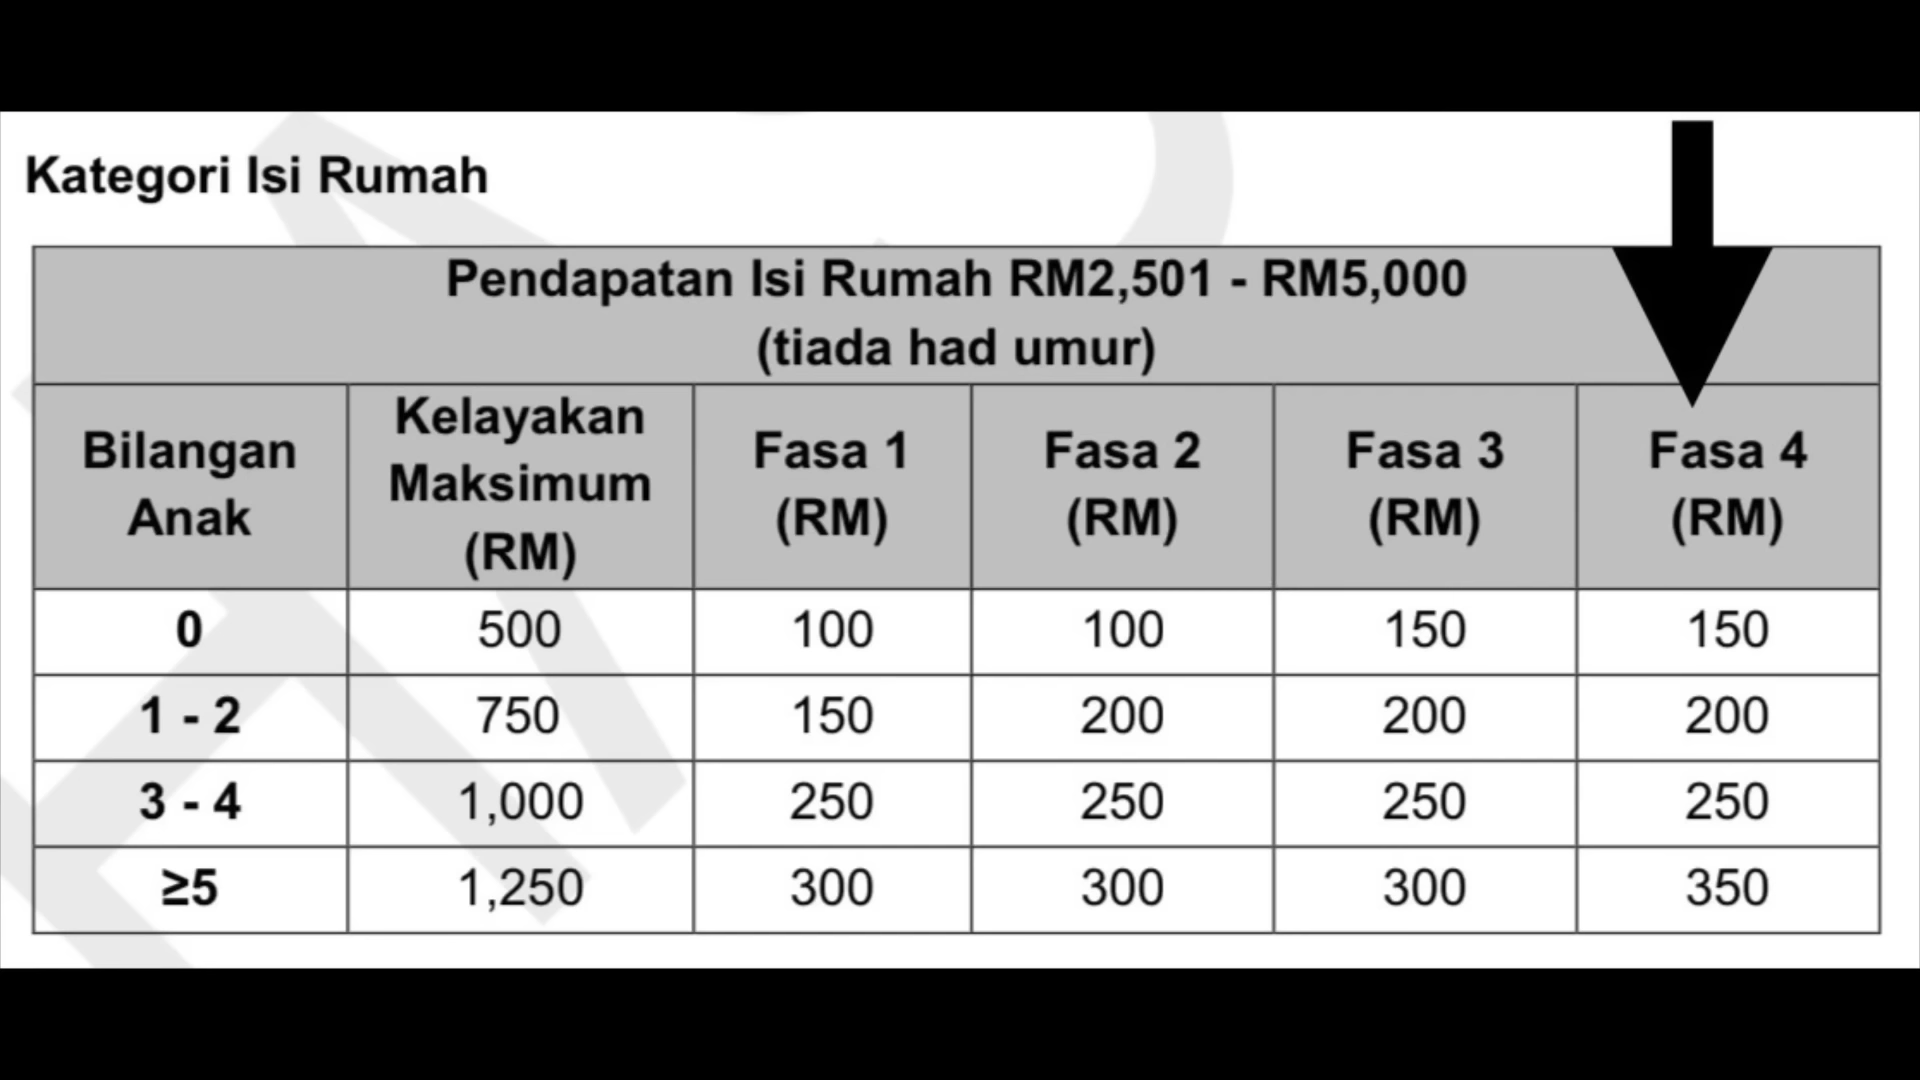 Kategori Isi Rumah
Pendapatan Isi Rumah RM2,501 - RM5,000
(tiada had umur)
Bilangan Anak Kelayakan Maksimum (RM) Fasa 1 (RM) Fasa 2 (RM) Fasa 3 (RM) Fasa 4 (RM)
0 500 100 100 150 150
1 - 2 750 150 200 200 200
3 - 4 1,000 250 250 250 250
≥5 1,250 300 300 300 350